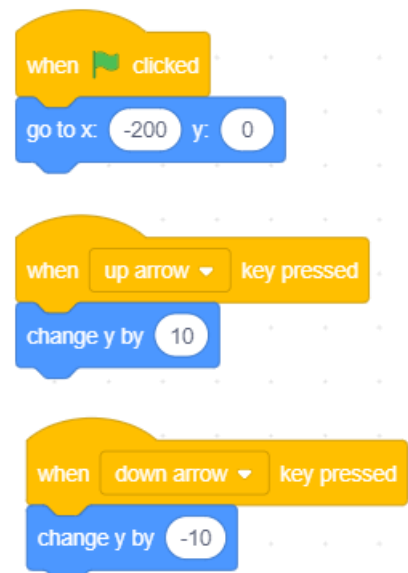 when clicked
go to x: -200 y: 0
when up arrow key pressed
change y by 10
when down arrow key pressed
change y by -10